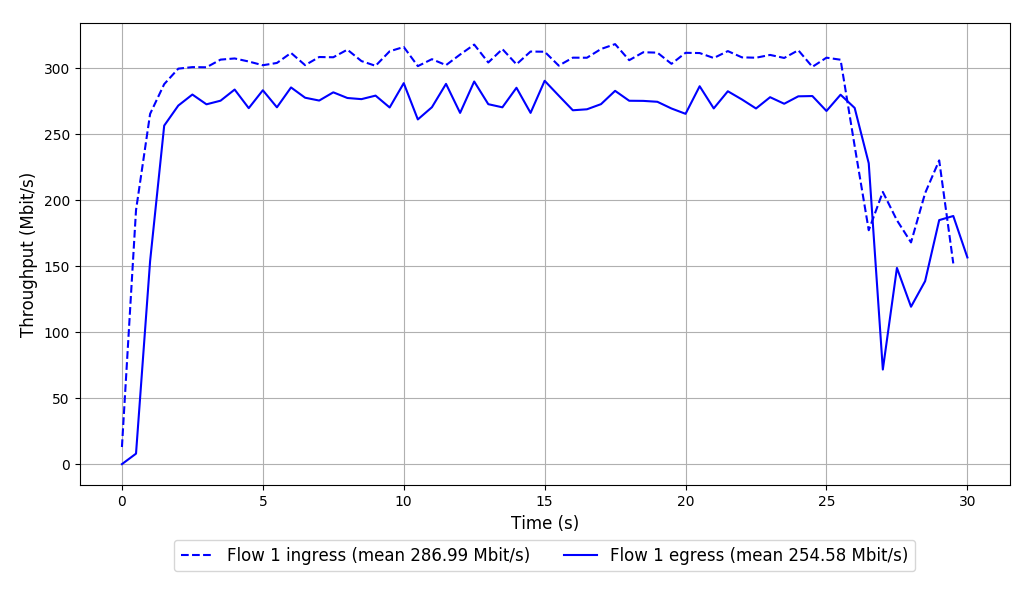 Throughput (Mbit/s)
300
250
200
150
100
50
0
0 5 10 15 20 25 30
Time (s)
Flow 1 ingress (mean 286.99 Mbit/s) Flow 1 egress (mean 254.58 Mbit/s)